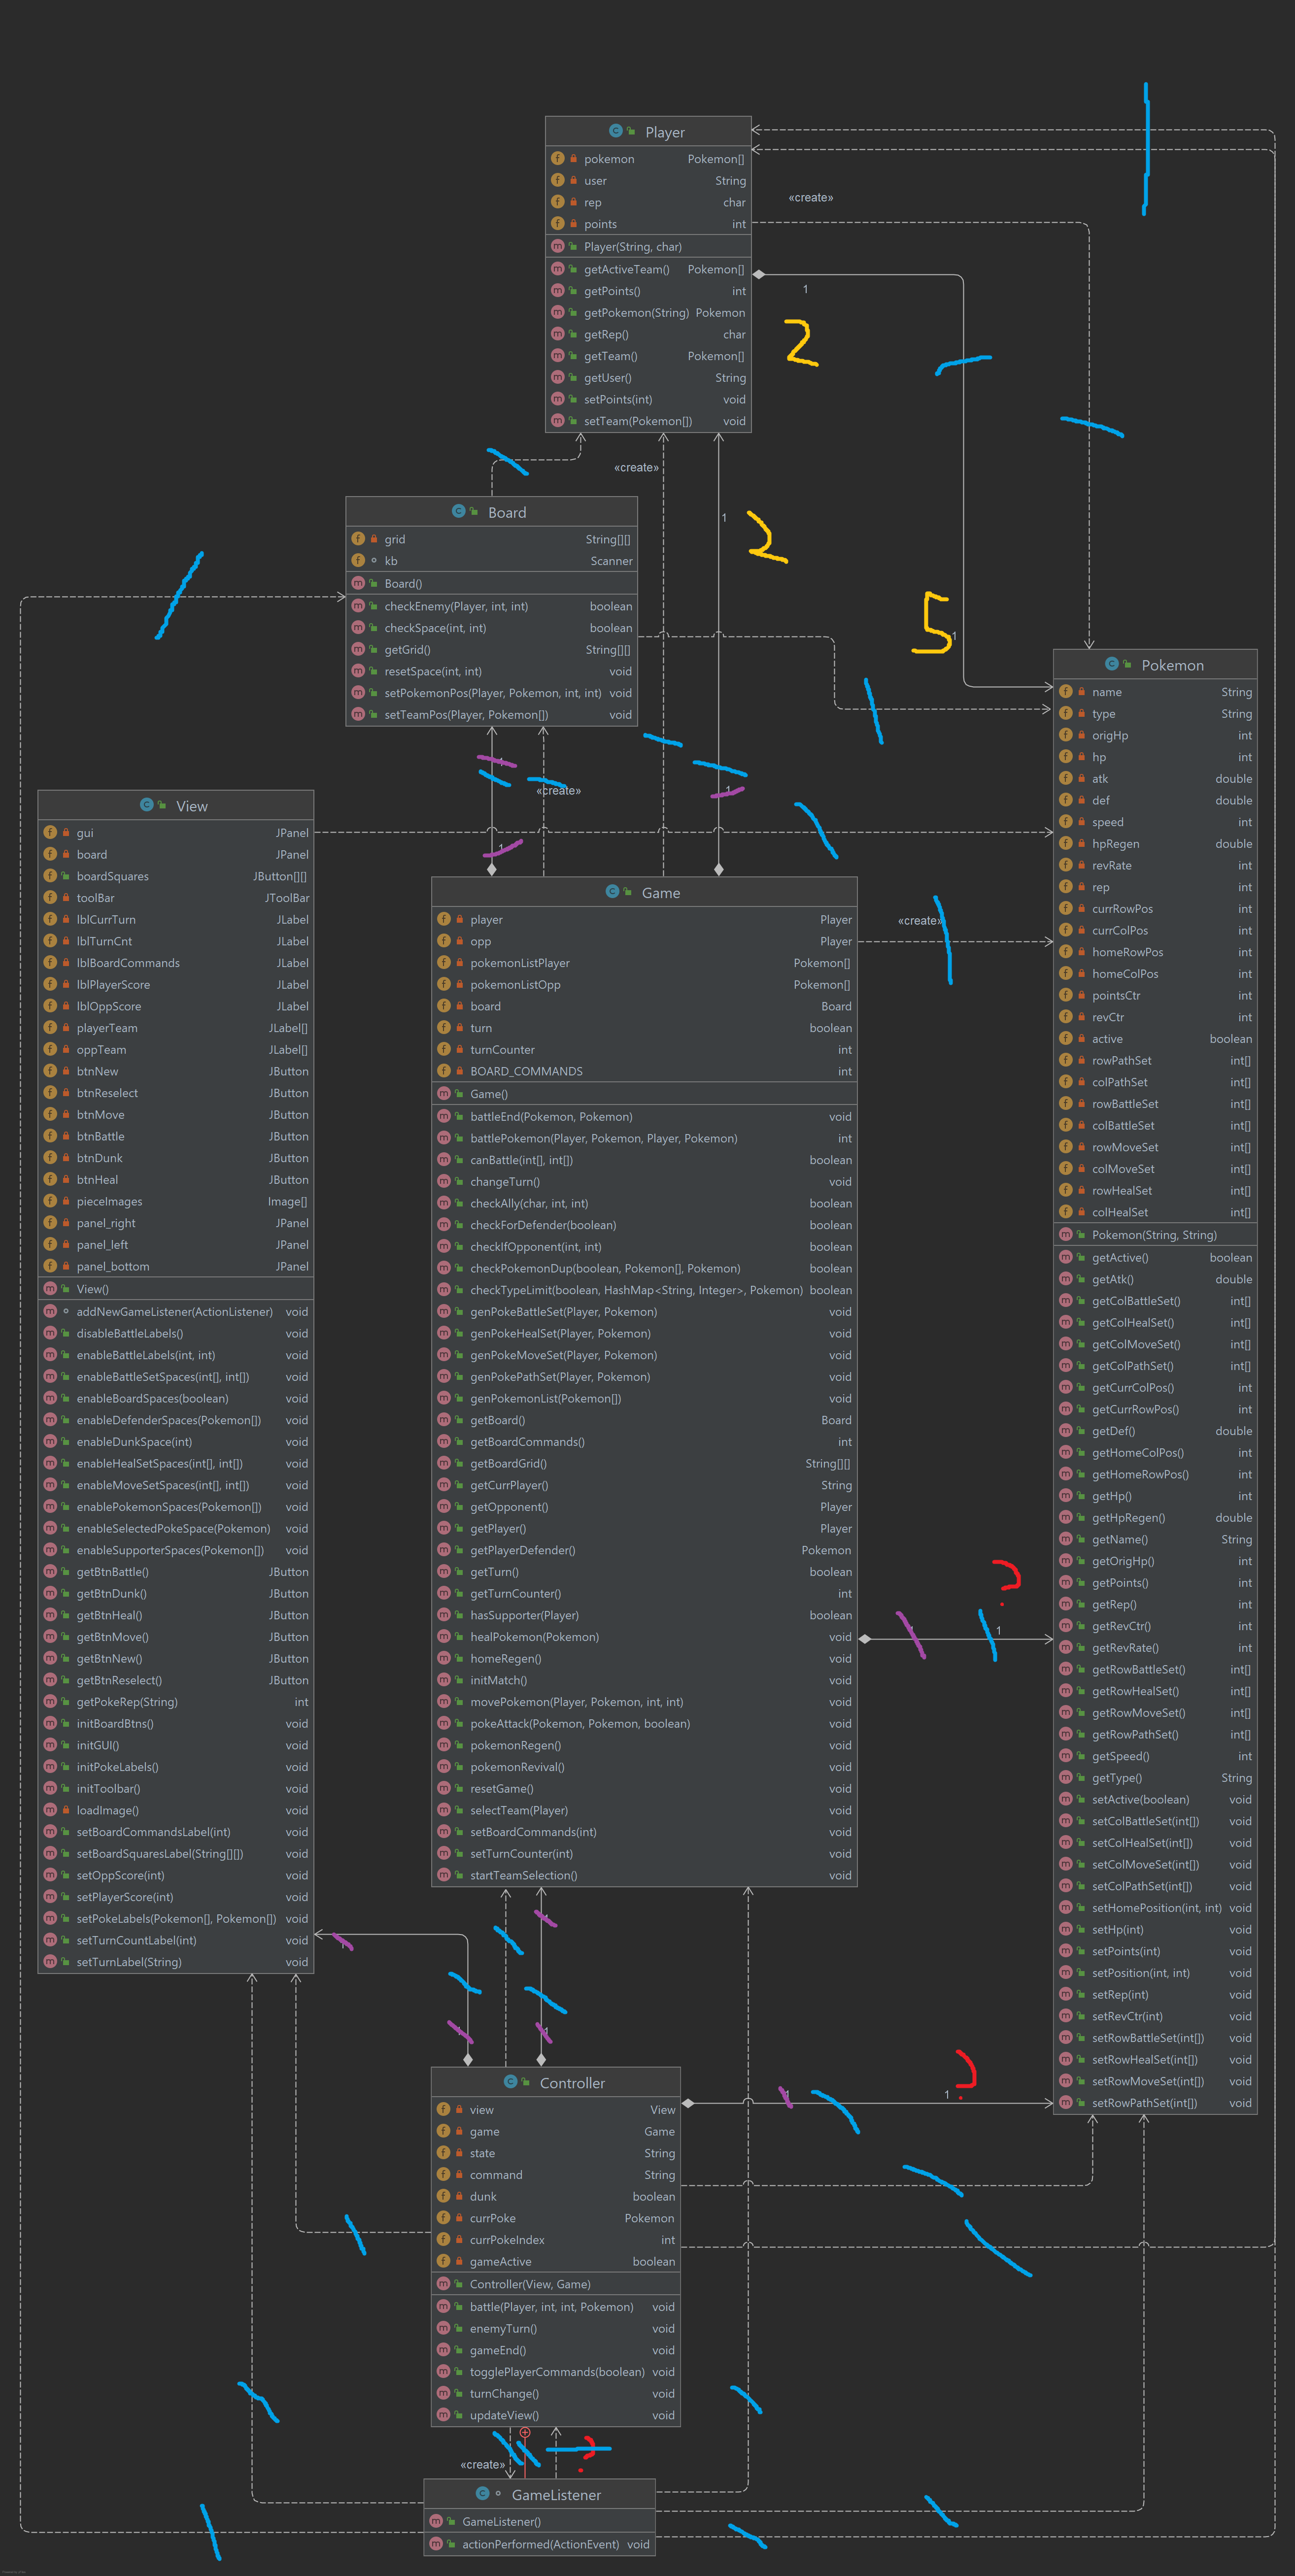 Player
pokemon Pokemon[]
user String
rep char
points int
Player(String, char)
getActiveTeam() Pokemon[]
getPoints() int
getPokemon(String) Pokemon
getRep() char
getTeam() Pokemon[]
getUser() String
setPoints(int) void
setTeam(Pokemon[]) void
«create»
1
2
«create»
1
2
5
1
Board
grid String[][]
kb Scanner
Board()
checkEnemy(Player, int, int) boolean
checkSpace(int, int) boolean
getGrid() String[][]
resetSpace(int, int) void
setPokemonPos(Player, Pokemon, int, int) void
setTeamPos(Player, Pokemon[]) void
1
«create»
1
1
View
gui JPanel
board JPanel
boardSquares JButton[][]
toolBar JToolBar
lblCurrTurn JLabel
lblTurnCnt JLabel
lblBoardCommands JLabel
lblPlayerScore JLabel
lblOppScore JLabel
playerTeam JLabel[]
oppTeam JLabel[]
btnNew JButton
btnReselect JButton
btnMove JButton
btnBattle JButton
btnDunk JButton
btnHeal JButton
pieceImages Image[]
panel_right JPanel
panel_left JPanel
panel_bottom JPanel
View()
addNewGameListener(ActionListener) void
disableBattleLabels() void
enableBattleLabels(int, int) void
enableBattleSetSpaces(int[], int[]) void
enableBoardSpaces(boolean) void
enableDefenderSpaces(Pokemon[]) void
enableDunkSpace(int) void
enableHealSetSpaces(int[], int[]) void
enableMoveSetSpaces(int[], int[]) void
enablePokemonSpaces(Pokemon[]) void
enableSelectedPokeSpace(Pokemon) void
enableSupporterSpaces(Pokemon[]) void
getBtnBattle() JButton
getBtnDunk() JButton
getBtnHeal() JButton
getBtnMove() JButton
getBtnNew() JButton
getBtnReselect() JButton
getPokeRep(String) int
initBoardBtns() void
initGUI() void
initPokeLabels() void
initToolbar() void
loadImage() void
setBoardCommandsLabel(int) void
setBoardSquaresLabel(String[][]) void
setOppScore(int) void
setPlayerScore(int) void
setPokeLabels(Pokemon[], Pokemon[]) void
setTurnCountLabel(int) void
setTurnLabel(String) void
Game
player Player
opp Player
pokemonListPlayer Pokemon[]
pokemonListOpp Pokemon[]
board Board
turn boolean
turnCounter int
BOARD_COMMANDS int
Game()
battleEnd(Pokemon, Pokemon) void
battlePokemon(Player, Pokemon, Player, Pokemon) int
canBattle(int[], int[]) boolean
changeTurn() void
checkAlly(char, int, int) boolean
checkForDefender(boolean) boolean
checkIfOpponent(int, int) boolean
checkPokemonDup(boolean, Pokemon[], Pokemon) boolean
checkTypeLimit(boolean, HashMap<String, Integer>, Pokemon) boolean
genPokeBattleSet(Player, Pokemon) void
genPokeHealSet(Player, Pokemon) void
genPokeMoveSet(Player, Pokemon) void
genPokePathSet(Player, Pokemon) void
genPokemonList(Pokemon[]) void
getBoard() Board
getBoardCommands() int
getBoardGrid() String[][]
getCurrPlayer() String
getOpponent() Player
getPlayer() Player
getPlayerDefender() Pokemon
getTurn() boolean
getTurnCounter() int
hasSupporter(Player) boolean
healPokemon(Pokemon) void
homeRegen() void
initMatch() void
movePokemon(Player, Pokemon, int, int) void
pokeAttack(Pokemon, Pokemon, boolean) void
pokemonRegen() void
pokemonRevival() void
resetGame() void
selectTeam(Player) void
setBoardCommands(int) void
setTurnCounter(int) void
startTeamSelection() void
«create»
?
1
1
Pokemon
name String
type String
origHp int
hp int
atk double
def double
speed int
hpRegen double
revRate int
rep int
currRowPos int
currColPos int
homeRowPos int
homeColPos int
pointsCtr int
revCtr int
active boolean
rowPathSet int[]
colPathSet int[]
rowBattleSet int[]
colBattleSet int[]
rowMoveSet int[]
colMoveSet int[]
rowHealSet int[]
colHealSet int[]
Pokemon(String, String)
getActive() boolean
getAtk() double
getColBattleSet() int[]
getColHealSet() int[]
getColMoveSet() int[]
getColPathSet() int[]
getCurrColPos() int
getCurrRowPos() int
getDef() double
getHomeColPos() int
getHomeRowPos() int
getHp() int
getHpRegen() double
getName() String
getOrigHp() int
getPoints() int
getRep() int
getRevCtr() int
getRevRate() int
getRowBattleSet() int[]
getRowHealSet() int[]
getRowMoveSet() int[]
getRowPathSet() int[]
getSpeed() int
getType() String
setActive(boolean) void
setColBattleSet(int[]) void
setColHealSet(int[]) void
setColMoveSet(int[]) void
setColPathSet(int[]) void
setHomePosition(int, int) void
setHp(int) void
setPoints(int) void
setPosition(int, int) void
setRep(int) void
setRevCtr(int) void
setRowBattleSet(int[]) void
setRowHealSet(int[]) void
setRowMoveSet(int[]) void
setRowPathSet(int[]) void
1
1
1
1
Controller
view View
game Game
state String
command String
dunk boolean
currPoke Pokemon
currPokeIndex int
gameActive boolean
Controller(View, Game)
battle(Player, int, int, Pokemon) void
enemyTurn() void
gameEnd() void
togglePlayerCommands(boolean) void
turnChange() void
updateView() void
?
1
1
«create»
?
GameListener
GameListener()
actionPerformed(ActionEvent) void